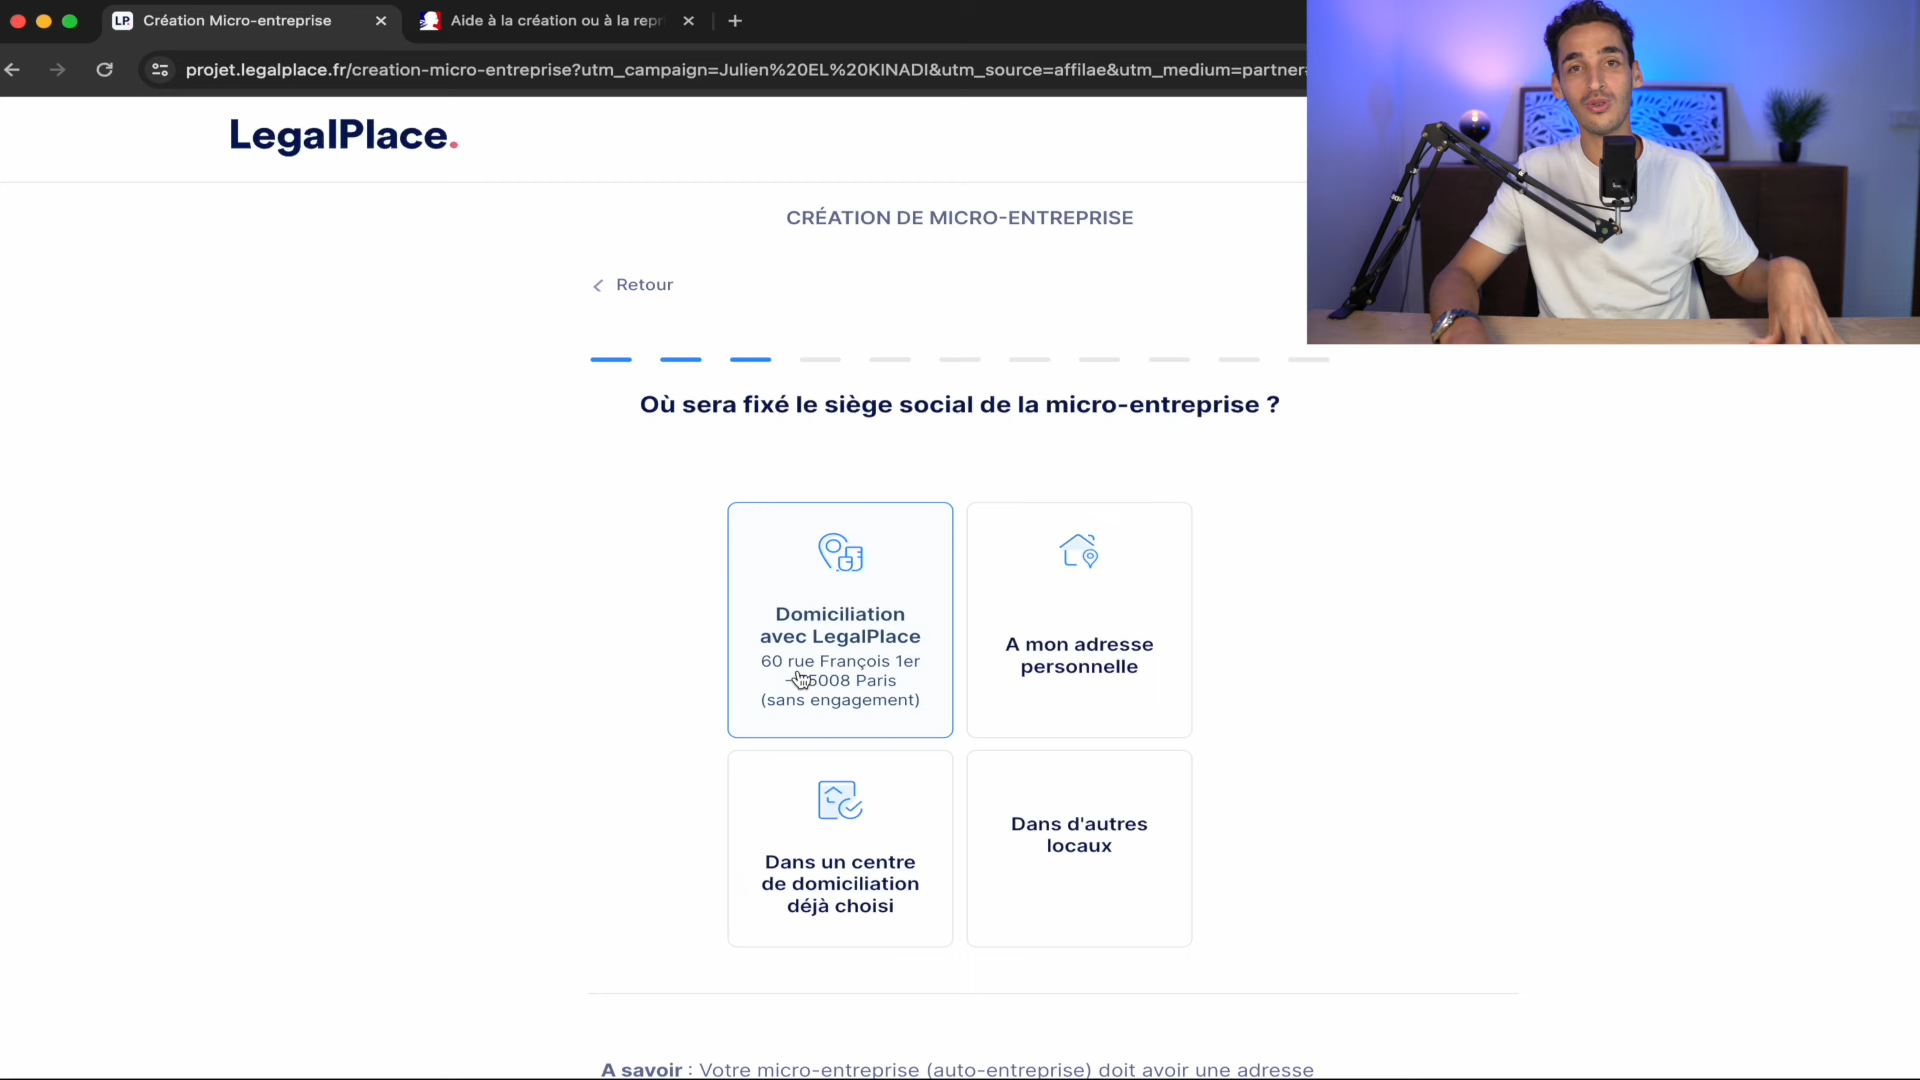 LP Création Micro-entreprise
Aide à la création ou à la repr
projet.legalplace.fr/creation-micro-entreprise?utm_campaign=Julien%20EL%20KINADI&utm_source=affilae&utm_medium=partner
LegalPlace.
CRÉATION DE MICRO-ENTREPRISE
Retour
Où sera fixé le siège social de la micro-entreprise ?
Domiciliation
avec LegalPlace
60 rue François 1er
5008 Paris
(sans engagement)
A mon adresse
personnelle
Dans un centre
de domiciliation
déjà choisi
Dans d'autres
locaux
A savoir : Votre micro-entreprise (auto-entreprise) doit avoir une adresse